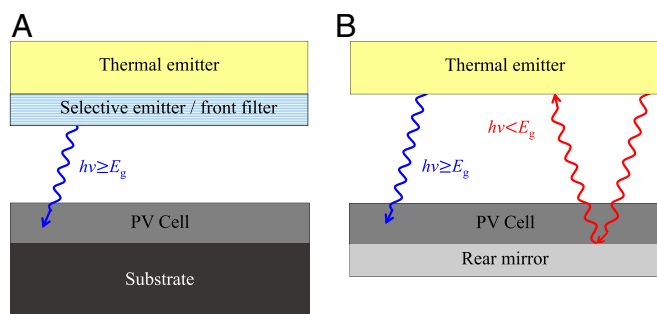 A
Thermal emitter
Selective emitter / front filter
hν≥Eg
PV Cell
Substrate
B
Thermal emitter
hν<Eg
hν≥Eg
PV Cell
Rear mirror